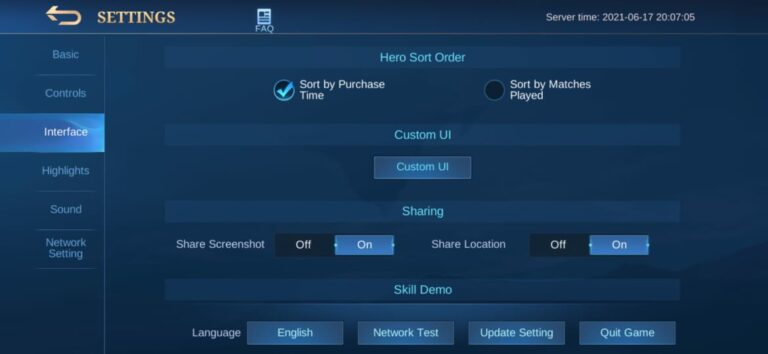 SETTINGS
FAQ
Server time: 2021-06-17 20:07:05
Basic
Controls
Interface
Highlights
Sound
Network
Setting
Hero Sort Order
Sort by Purchase
Time
Sort by Matches
Played
Custom UI
Custom UI
Sharing
Share Screenshot Off On
Share Location Off On
Skill Demo
Language English Network Test Update Setting Quit Game